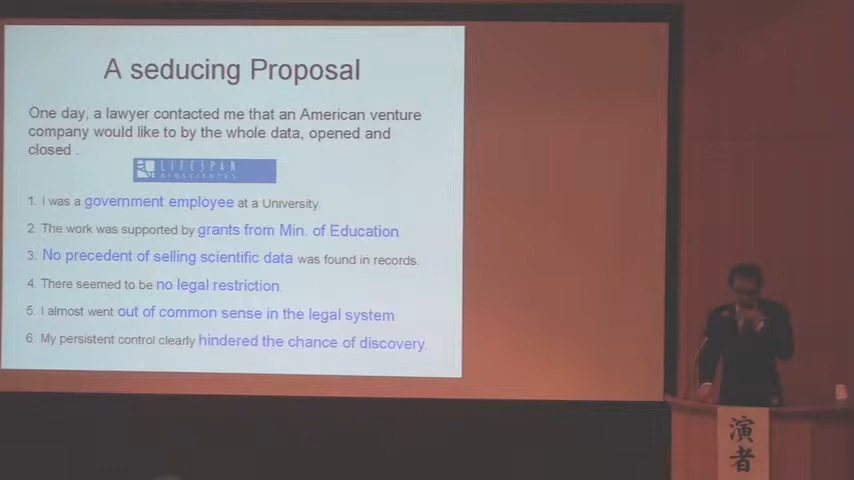 A seducing Proposal
One day, a lawyer contacted me that an American venture
company would like to by the whole data, opened and
closed .
LIFESPAN
BIOSCIENCES
1. I was a government employee at a University
2. The work was supported by grants from Min. of Education
3. No precedent of selling scientific data was found in records.
4. There seemed to be no legal restriction.
5. I almost went out of common sense in the legal system
6. My persistent control clearly hindered the chance of discovery.
演者